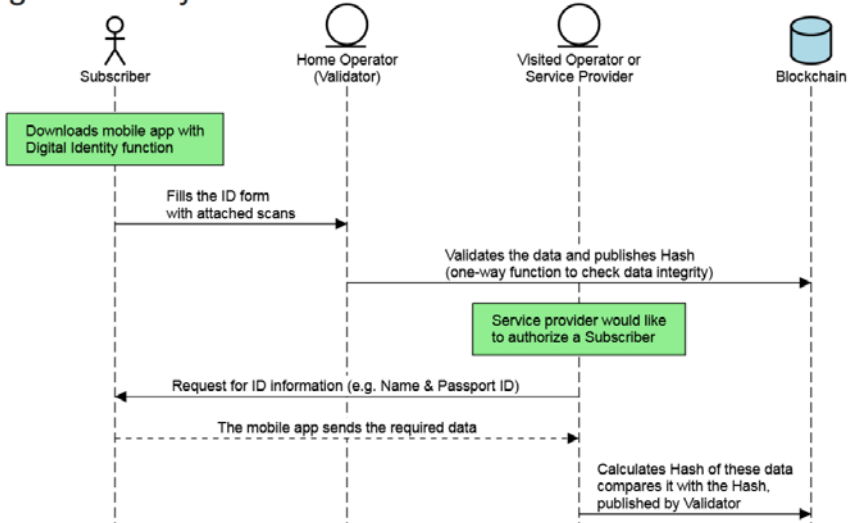 Subscriber
Home Operator
(Validator)
Visited Operator or
Service Provider
Blockchain
Downloads mobile app with
Digital Identity function
Fills the ID form
with attached scans
Validates the data and publishes Hash
(one-way function to check data integrity)
Service provider would like
to authorize a Subscriber
Request for ID information (e.g. Name & Passport ID)
The mobile app sends the required data
Calculates Hash of these data
compares it with the Hash,
published by Validator